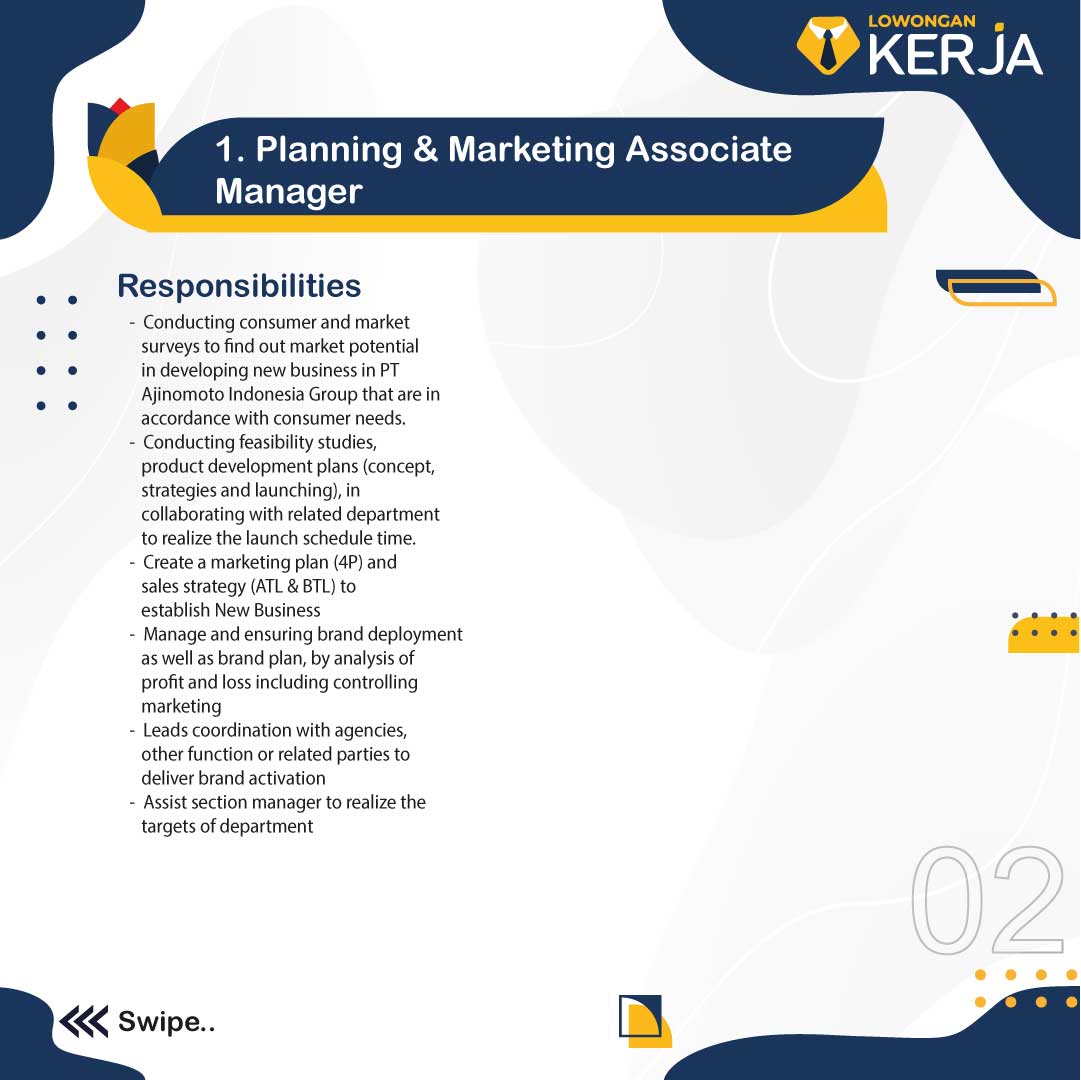 LOWONGAN
KERJA
1. Planning & Marketing Associate
Manager
Responsibilities
- Conducting consumer and market
surveys to find out market potential
in developing new business in PT
Ajinomoto Indonesia Group that are in
accordance with consumer needs.
- Conducting feasibility studies,
product development plans (concept,
strategies and launching), in
collaborating with related department
to realize the launch schedule time.
- Create a marketing plan (4P) and
sales strategy (ATL & BTL) to
establish New Business
- Manage and ensuring brand deployment
as well as brand plan, by analysis of
profit and loss including controlling
marketing
- Leads coordination with agencies,
other function or related parties to
deliver brand activation
- Assist section manager to realize the
targets of department
02
Swipe..